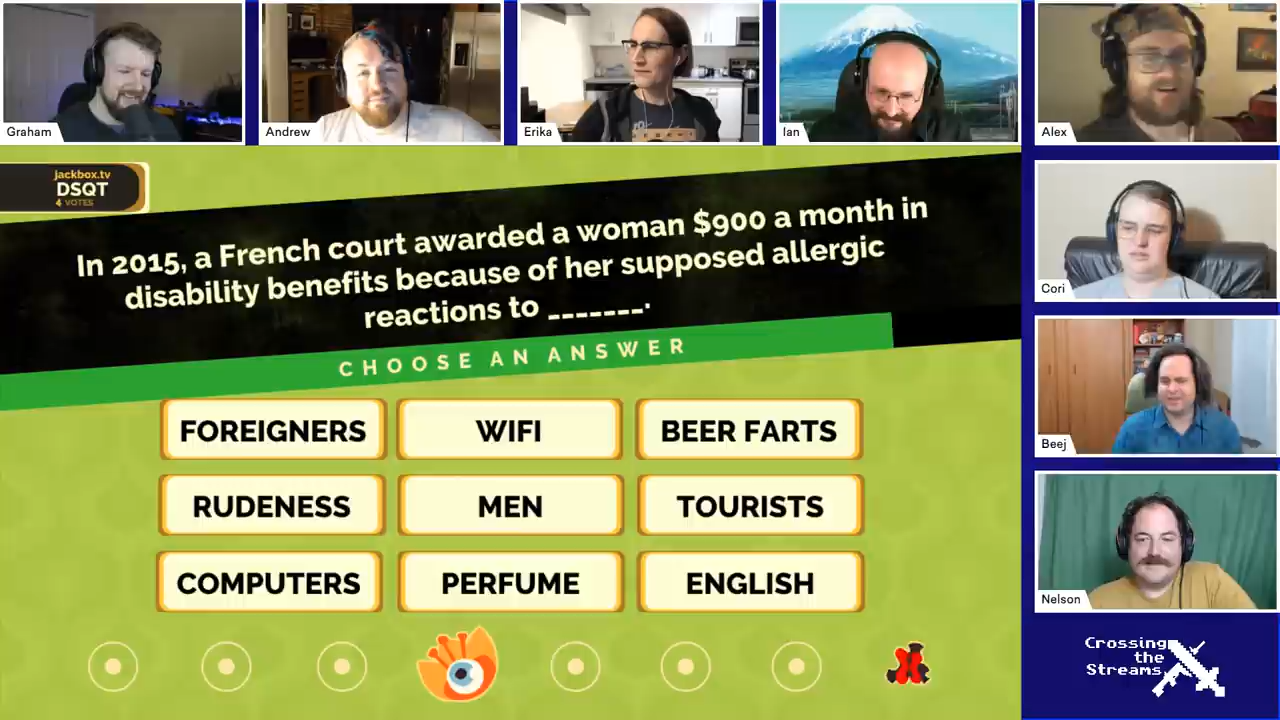 Graham
Andrew
Erika
Ian
Alex
jackbox.tv
DSQT
4 VOTES
In 2015, a French court awarded a woman $900 a month in
disability benefits because of her supposed allergic
reactions to _______.
CHOOSE AN ANSWER
FOREIGNERS
WIFI
BEER FARTS
RUDENESS
MEN
TOURISTS
COMPUTERS
PERFUME
ENGLISH
Cori
Beej
Nelson
Crossing
the
Streams